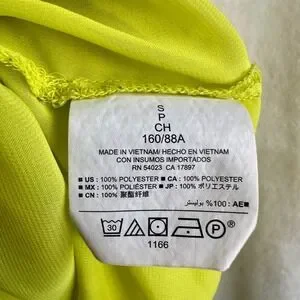 S
P
CH
160/88A
MADE IN VIETNAM/ HECHO EN VIETNAM
CON INSUMOS IMPORTADOS
RN 54023 CA 17897
■ US : 100% POLYESTER ■ CA : 100% POLYESTER
■ MX : 100% POLIÉSTER ■ JP : 100% ポリエステル
■ CN : 100% 聚酯纤维
■ AE : 100% بوليستر
30 P
1166